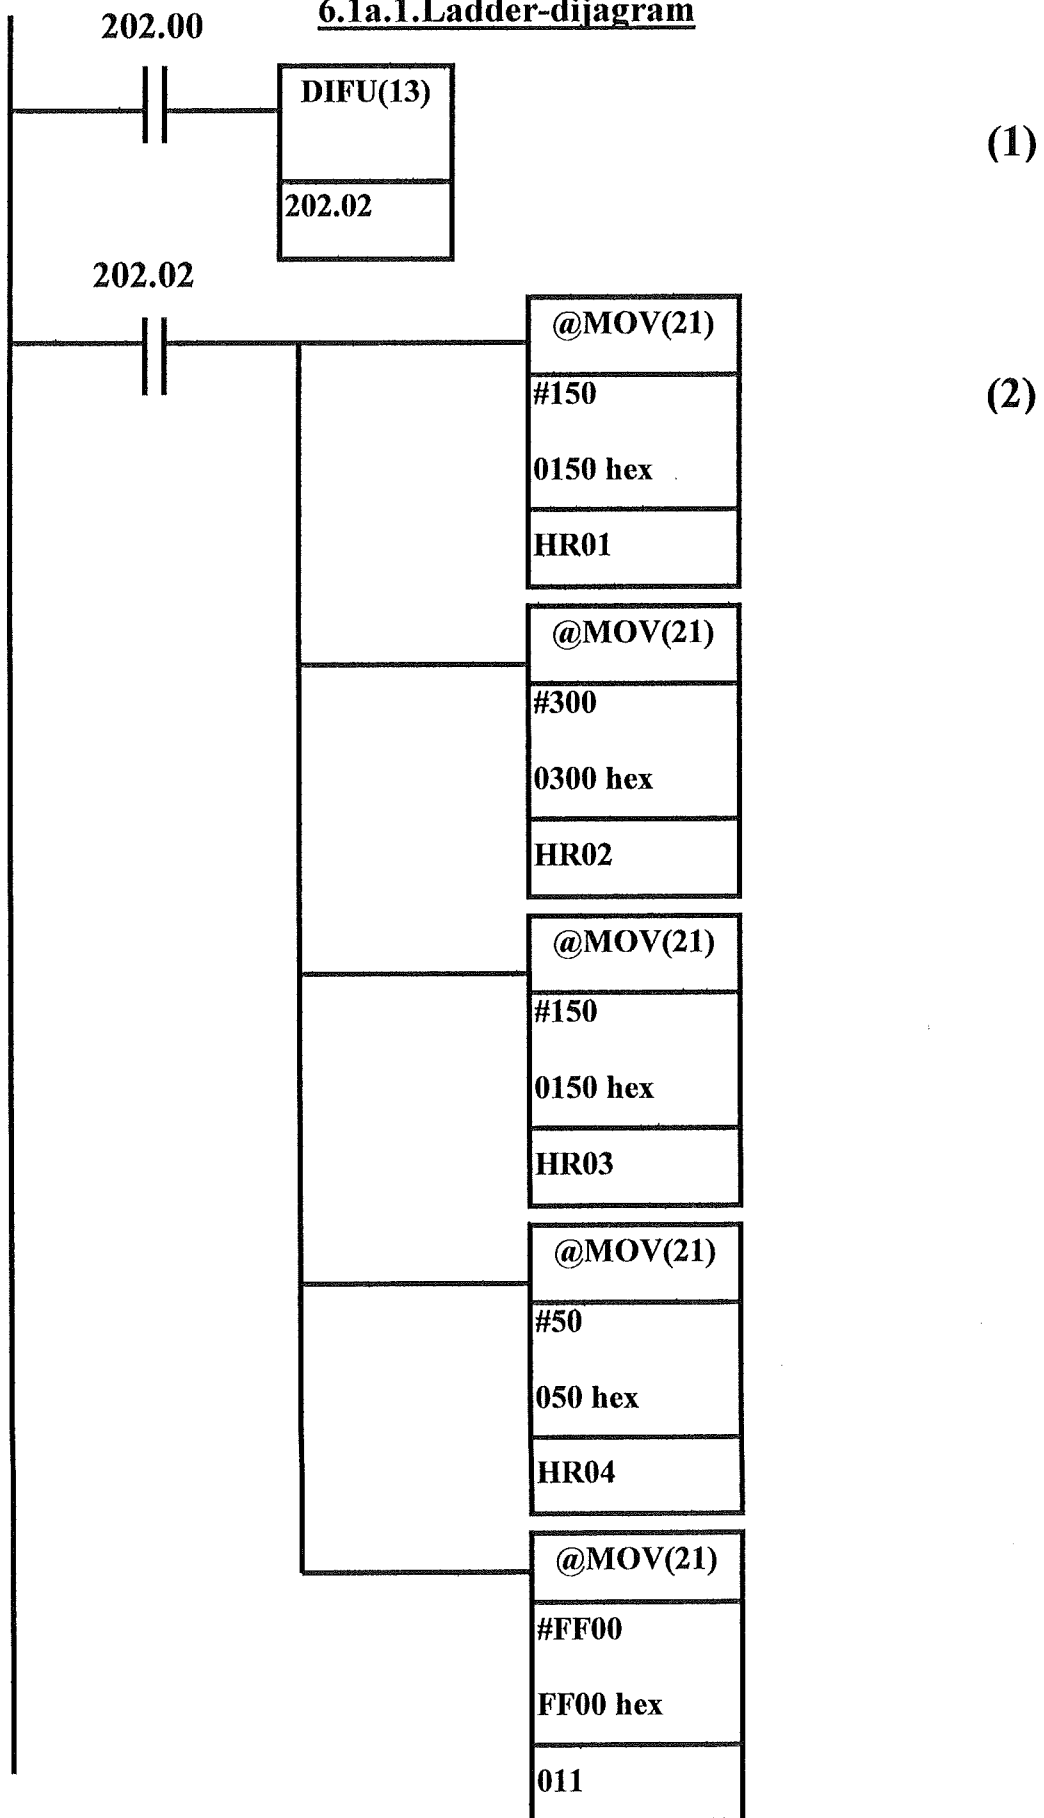 6.1a.1.Ladder-dijagram
202.00
DIFU(13)
(1)
202.02
202.02
@MOV(21)
#150
(2)
0150 hex
HR01
@MOV(21)
#300
0300 hex
HR02
@MOV(21)
#150
0150 hex
HR03
@MOV(21)
#50
050 hex
HR04
@MOV(21)
#FF00
FF00 hex
011